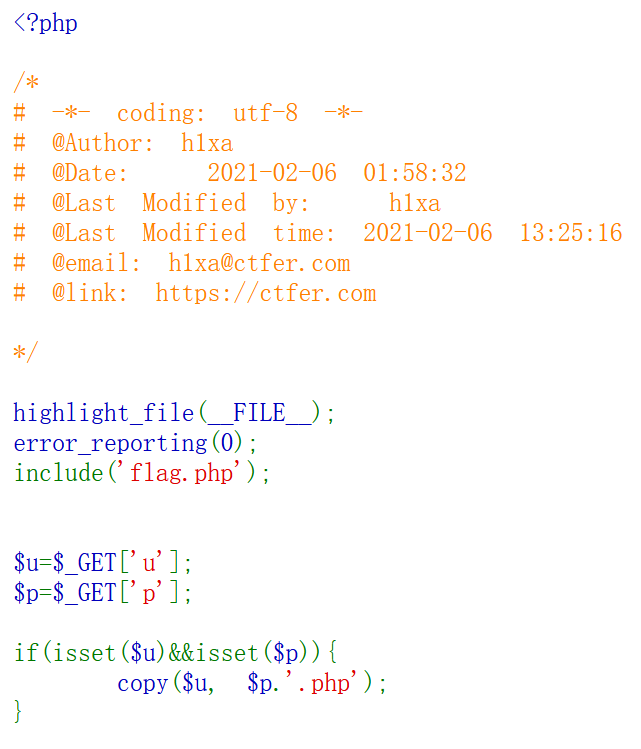 <?php
/*
# -*- coding: utf-8 -*-
# @Author: h1xa
# @Date:   2021-02-06 01:58:32
# @Last Modified by:   h1xa
# @Last Modified time: 2021-02-06 13:25:16
# @email: h1xa@ctfer.com
# @link: https://ctfer.com
*/
highlight_file(__FILE__);
error_reporting(0);
include('flag.php');
$u=$_GET['u'];
$p=$_GET['p'];
if(isset($u)&&isset($p)){
    copy($u, $p.'.php');
}